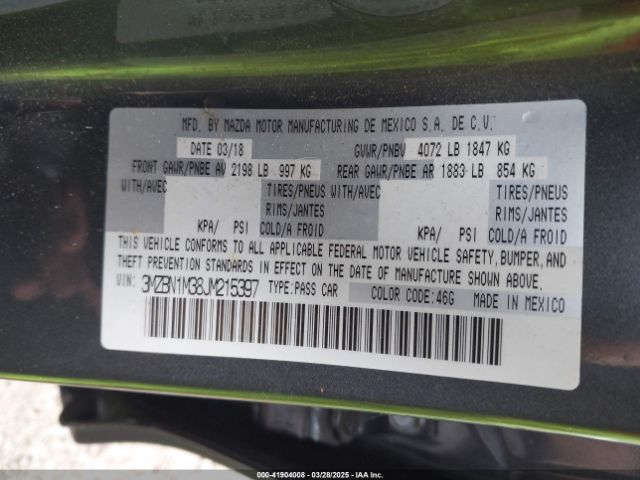 MFD. BY MAZDA MOTOR MANUFACTURING DE MEXICO S.A. DE C.V.
DATE 03/18 GVWR/PNBV 4072 LB 1847 KG
FRONT GAWR/PNBE AV 2198 LB 997 KG REAR GAWR/PNBE AR 1883 LB 854 KG
WITH/AVEC TIRES/PNEUS WITH/AVEC TIRES/PNEUS
RIMS/JANTES RIMS/JANTES
KPA/ PSI COLD/A FROID KPA/ PSI COLD/A FROID
THIS VEHICLE CONFORMS TO ALL APPLICABLE FEDERAL MOTOR VEHICLE SAFETY, BUMPER, AND
THEFT PREVENTION STANDARDS IN EFFECT ON THE DATE OF MANUFACTURE SHOWN ABOVE.
VIN: 3MZBN1M38JM215397 TYPE:PASS CAR COLOR CODE:46G MADE IN MEXICO
000-41904008 | 03/28/2025 | IAA Inc.